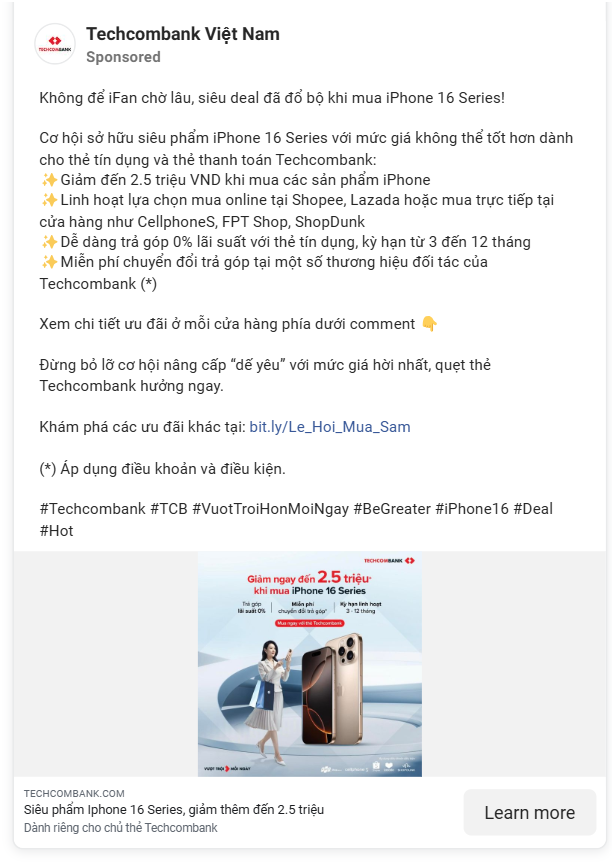 TECHCOMBANK
Techcombank Việt Nam
Sponsored
Không để iFan chờ lâu, siêu deal đã đổ bộ khi mua iPhone 16 Series!
Cơ hội sở hữu siêu phẩm iPhone 16 Series với mức giá không thể tốt hơn dành
cho thẻ tín dụng và thẻ thanh toán Techcombank:
✨Giảm đến 2.5 triệu VND khi mua các sản phẩm iPhone
✨Linh hoạt lựa chọn mua online tại Shopee, Lazada hoặc mua trực tiếp tại
cửa hàng như CellphoneS, FPT Shop, ShopDunk
✨Dễ dàng trả góp 0% lãi suất với thẻ tín dụng, kỳ hạn từ 3 đến 12 tháng
✨Miễn phí chuyển đổi trả góp tại một số thương hiệu đối tác của
Techcombank (*)
Xem chi tiết ưu đãi ở mỗi cửa hàng phía dưới comment 👇
Đừng bỏ lỡ cơ hội nâng cấp “dế yêu” với mức giá hời nhất, quẹt thẻ
Techcombank hưởng ngay.
Khám phá các ưu đãi khác tại: bit.ly/Le_Hoi_Mua_Sam
(*) Áp dụng điều khoản và điều kiện.
#Techcombank #TCB #VuotTroiHonMoiNgay #BeGreater #iPhone16 #Deal
#Hot
TECHCOMBANK
Giảm ngay đến 2.5 triệu*
khi mua iPhone 16 Series
Trả góp
lãi suất 0%
Miễn phí
chuyển đổi trả góp*
Kỳ hạn linh hoạt
3 - 12 tháng
Mua ngay với thẻ Techcombank
VƯỢT TRỘI MỖI NGÀY
TECHCOMBANK.COM
Siêu phẩm Iphone 16 Series, giảm thêm đến 2.5 triệu
Dành riêng cho chủ thẻ Techcombank
Learn more